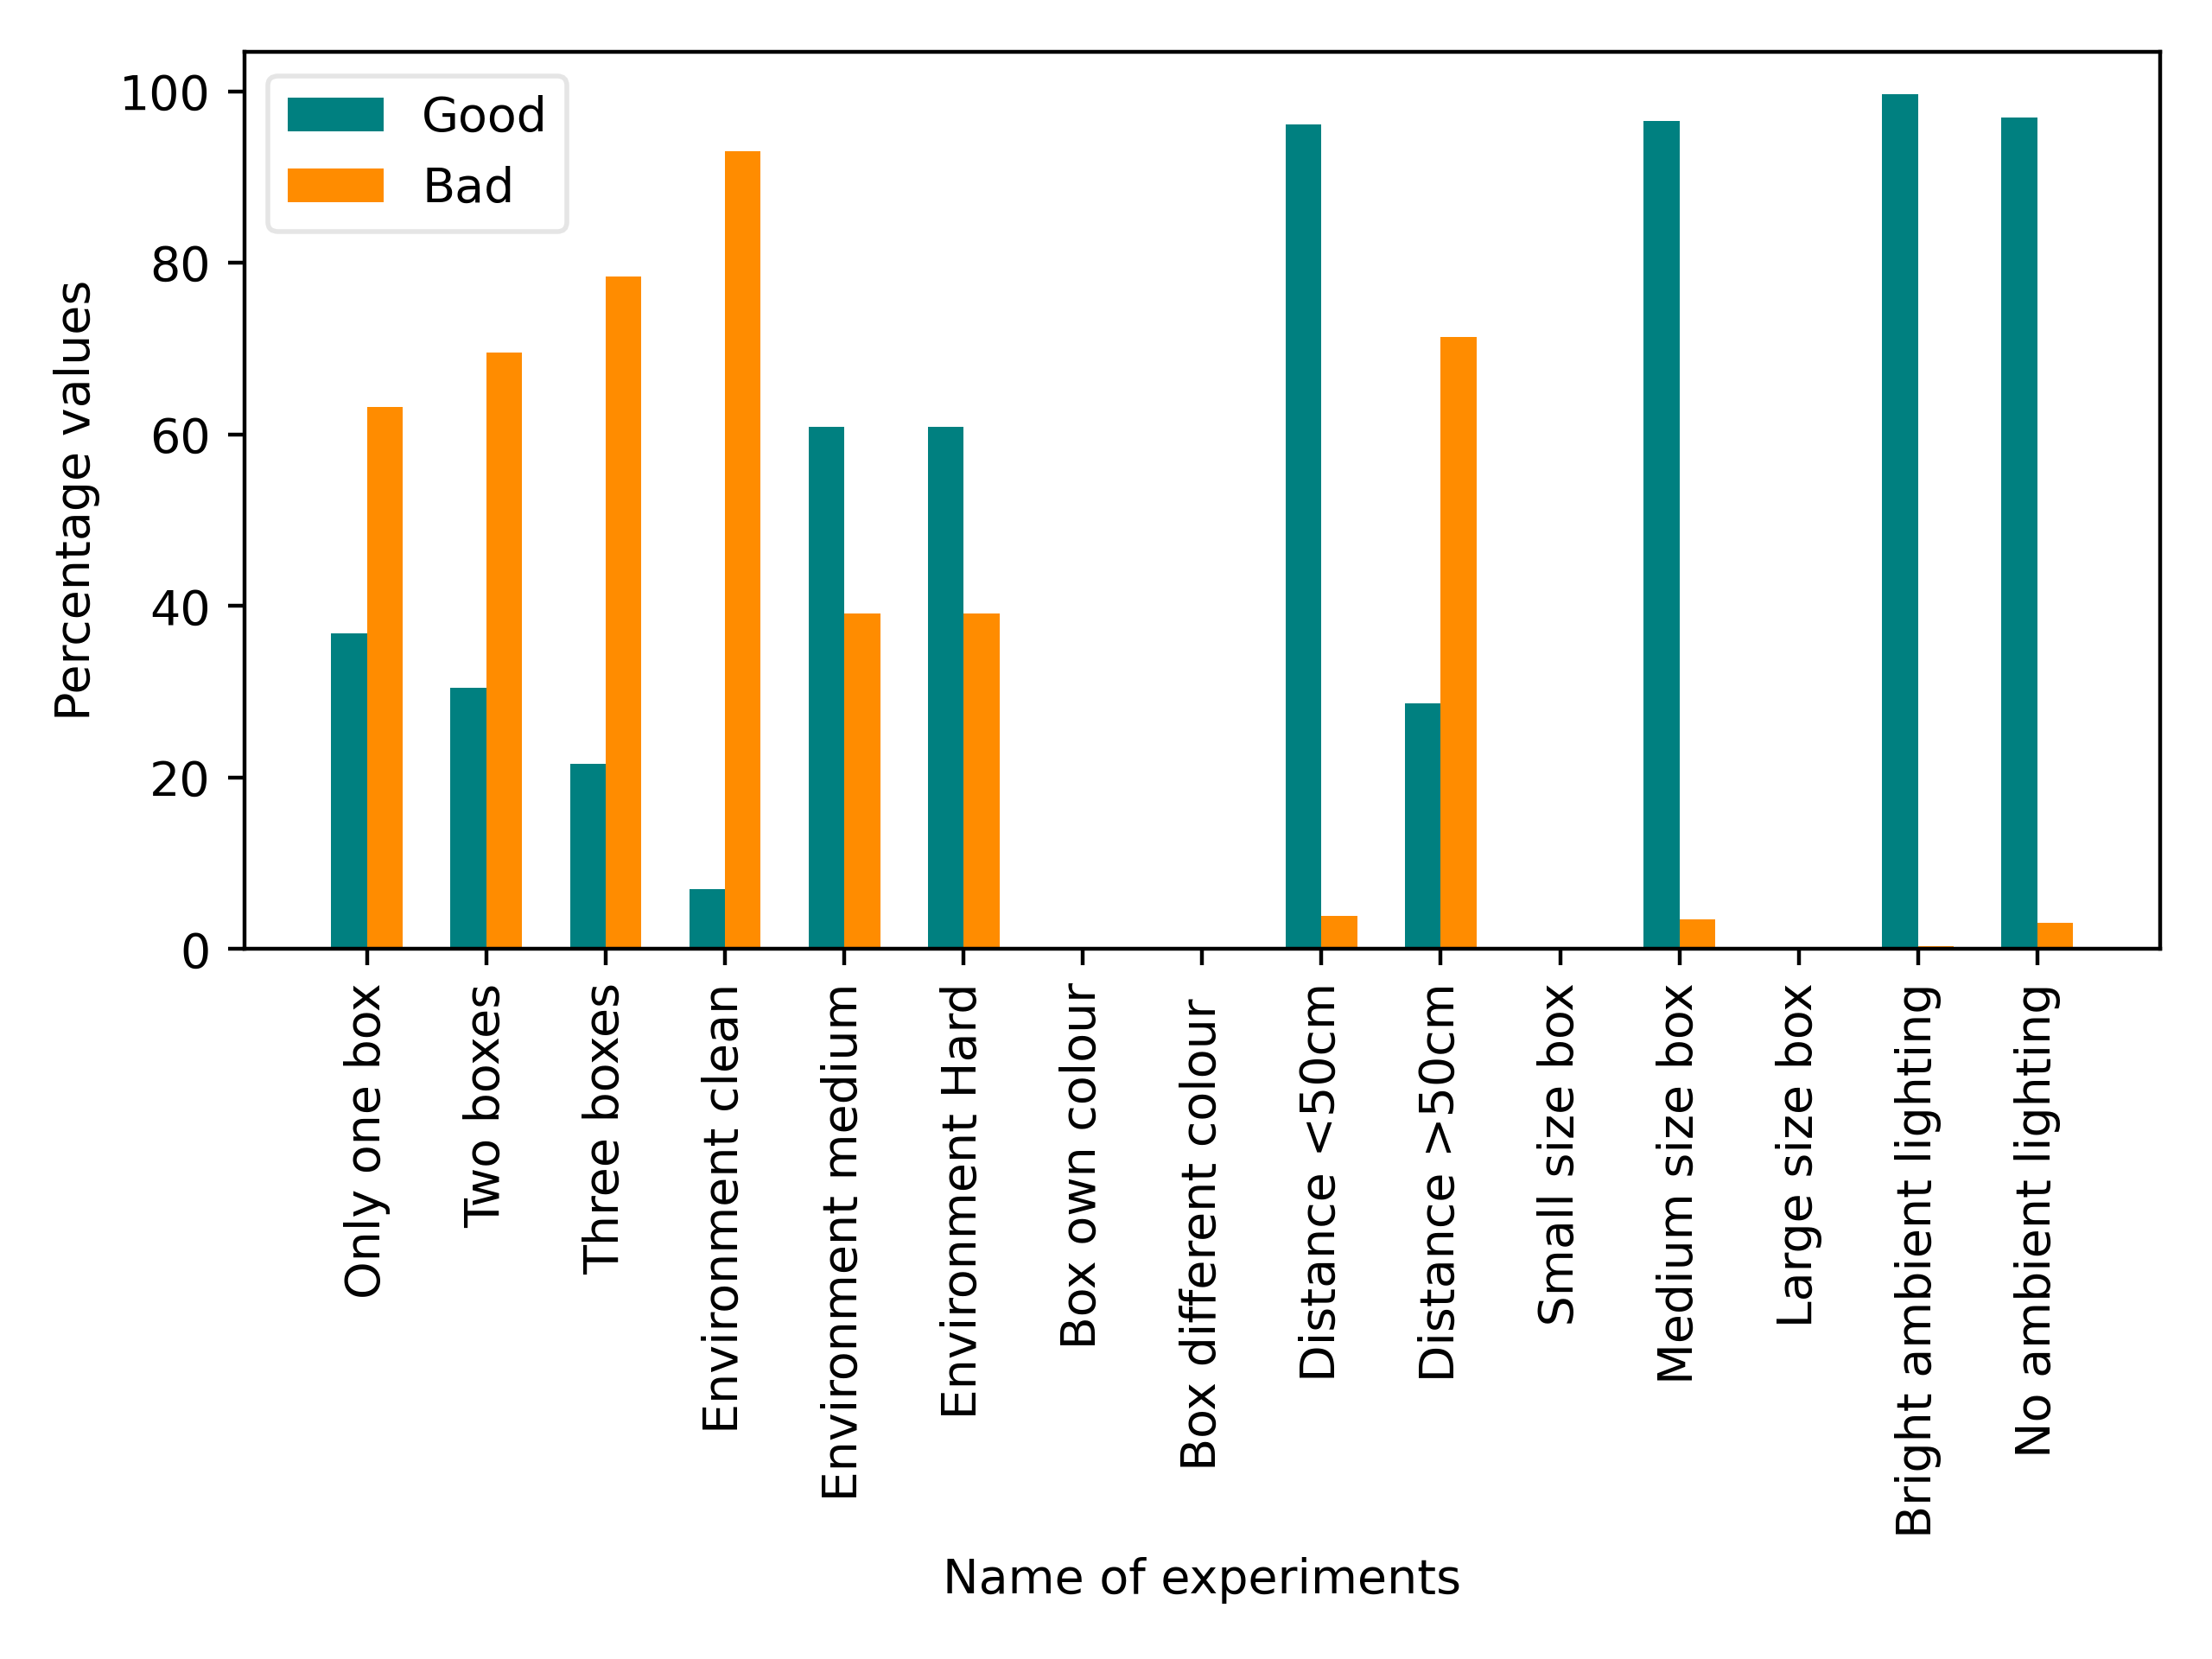 Good
Bad
Percentage values
100
80
60
40
20
0
Only one box
Two boxes
Three boxes
Environment clean
Environment medium
Environment Hard
Box own colour
Box different colour
Distance <50cm
Distance >50cm
Small size box
Medium size box
Large size box
Bright ambient lighting
No ambient lighting
Name of experiments